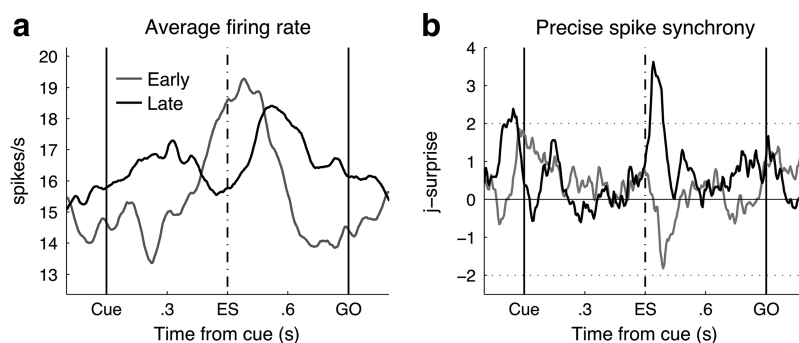 a
Average firing rate
20
19
18
17
16
15
14
13
spikes/s
Early
Late
Cue .3 ES .6 GO
Time from cue (s)
b
Precise spike synchrony
4
3
2
1
0
−1
−2
j−surprise
Cue .3 ES .6 GO
Time from cue (s)